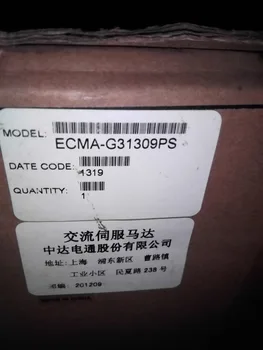 MODEL: ECMA-G31309PS
DATE CODE: 1319
QUANTITY: 1
交流伺服马达
中达电通股份有限公司
地址: 上海 浦东新区 曹路镇
工业小区 民夏路 238 号
201209